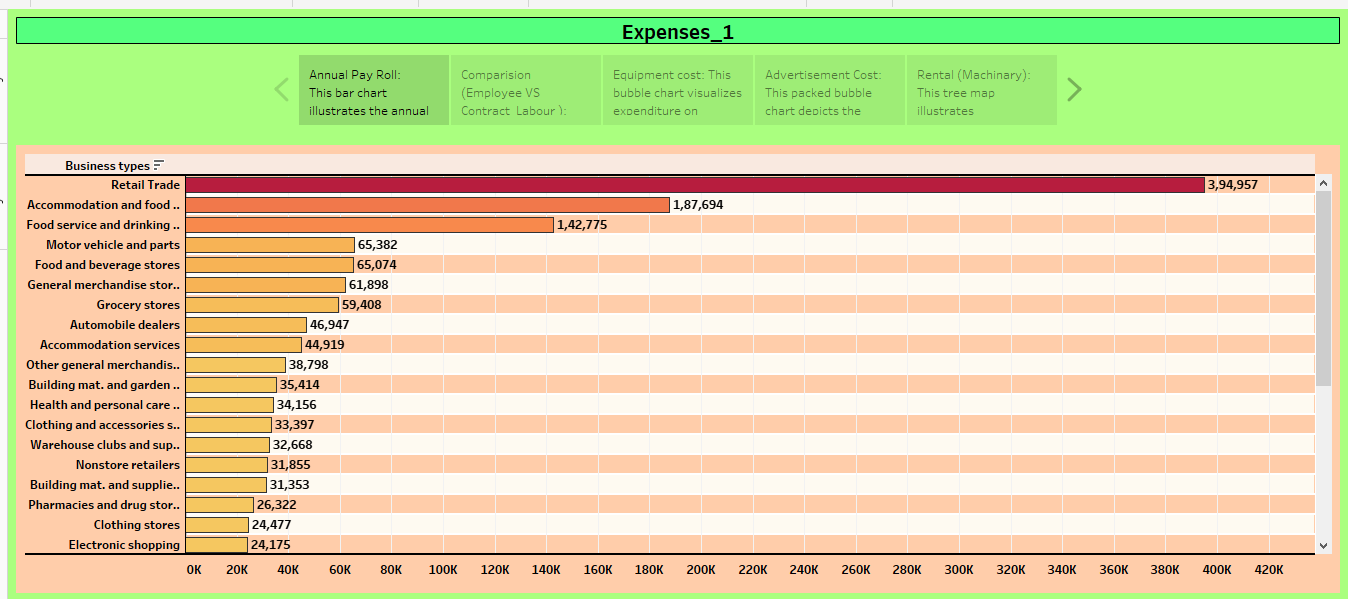 Expenses_1
Annual Pay Roll:
This bar chart
illustrates the annual
Comparision
(Employee VS
Contract Labour ):
Equipment cost: This
bubble chart visualizes
expenditure on
Advertisement Cost:
This packed bubble
chart depicts the
Rental (Machinary):
This tree map
illustrates
Business types
Retail Trade 3,94,957
Accommodation and food .. 1,87,694
Food service and drinking .. 1,42,775
Motor vehicle and parts 65,382
Food and beverage stores 65,074
General merchandise stor.. 61,898
Grocery stores 59,408
Automobile dealers 46,947
Accommodation services 44,919
Other general merchandis.. 38,798
Building mat. and garden .. 35,414
Health and personal care .. 34,156
Clothing and accessories s.. 33,397
Warehouse clubs and sup.. 32,668
Nonstore retailers 31,855
Building mat. and supplie.. 31,353
Pharmacies and drug stor.. 26,322
Clothing stores 24,477
Electronic shopping 24,175
0K 20K 40K 60K 80K 100K 120K 140K 160K 180K 200K 220K 240K 260K 280K 300K 320K 340K 360K 380K 400K 420K